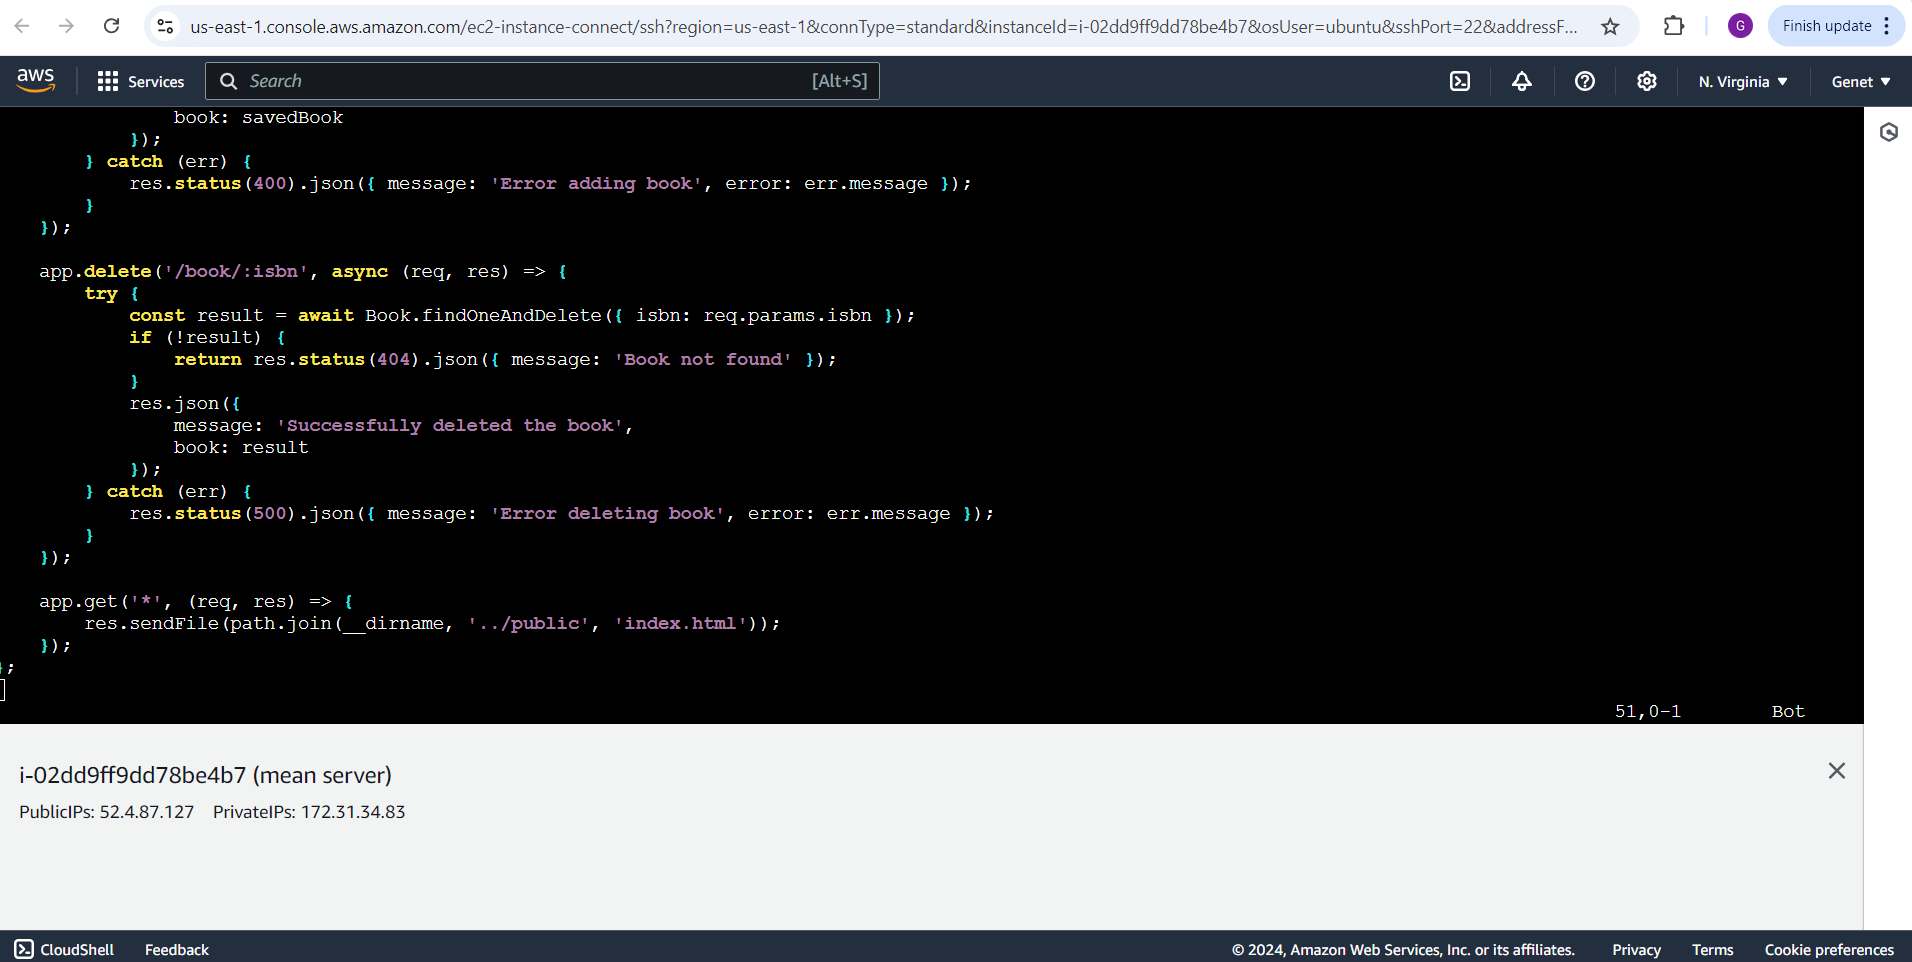 us-east-1.console.aws.amazon.com/ec2-instance-connect/ssh?region=us-east-1&connType=standard&instanceId=i-02dd9ff9dd78be4b7&osUser=ubuntu&sshPort=22&addressF...
G
Finish update
aws
Services
Search
[Alt+S]
N. Virginia
Genet
            book: savedBook
        });
    } catch (err) {
        res.status(400).json({ message: 'Error adding book', error: err.message });
    }
});
app.delete('/book/:isbn', async (req, res) => {
    try {
        const result = await Book.findOneAndDelete({ isbn: req.params.isbn });
        if (!result) {
            return res.status(404).json({ message: 'Book not found' });
        }
        res.json({
            message: 'Successfully deleted the book',
            book: result
        });
    } catch (err) {
        res.status(500).json({ message: 'Error deleting book', error: err.message });
    }
});
app.get('*', (req, res) => {
    res.sendFile(path.join(__dirname, '../public', 'index.html'));
});
};
51,0-1 Bot
i-02dd9ff9dd78be4b7 (mean server)
PublicIPs: 52.4.87.127 PrivateIPs: 172.31.34.83
CloudShell
Feedback
© 2024, Amazon Web Services, Inc. or its affiliates.
Privacy
Terms
Cookie preferences